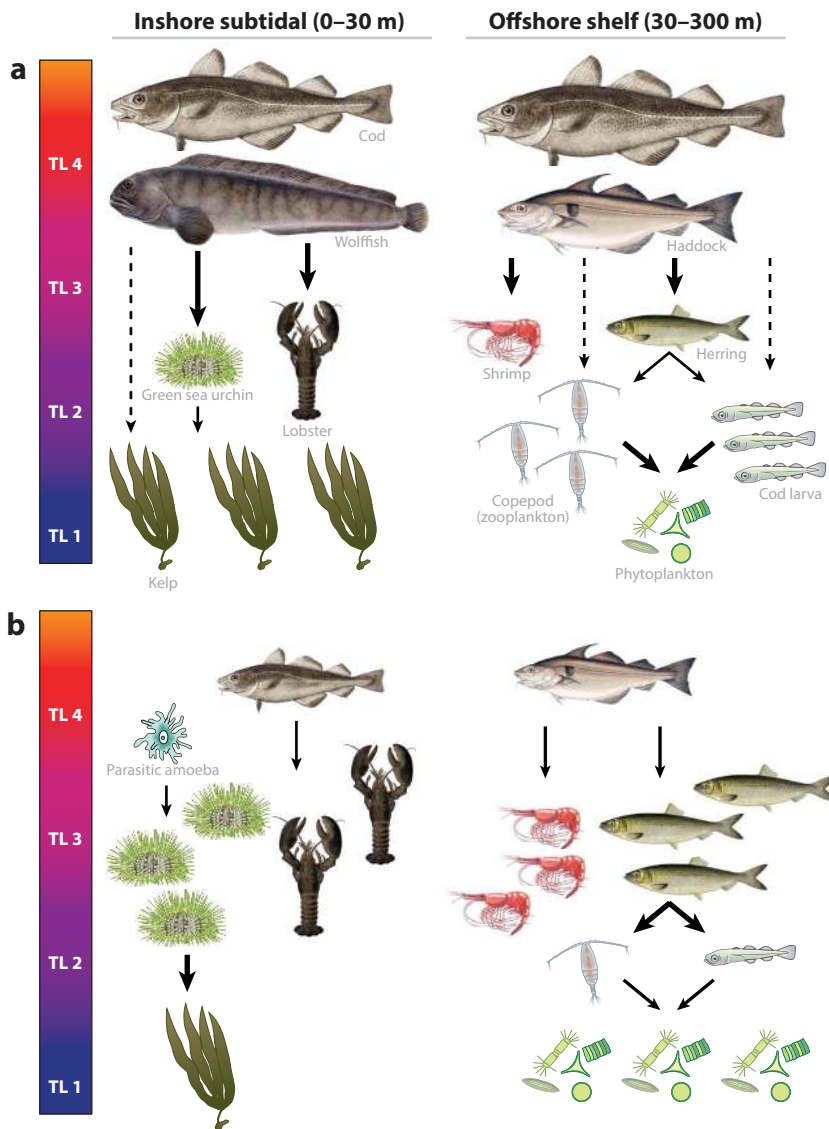 Inshore subtidal (0–30 m)
Offshore shelf (30–300 m)
a
TL 4
TL 3
TL 2
TL 1
Cod
Wolffish
Green sea urchin
Lobster
Kelp
Haddock
Shrimp
Herring
Copepod
(zooplankton)
Cod larva
Phytoplankton
b
TL 4
TL 3
TL 2
TL 1
Parasitic amoeba